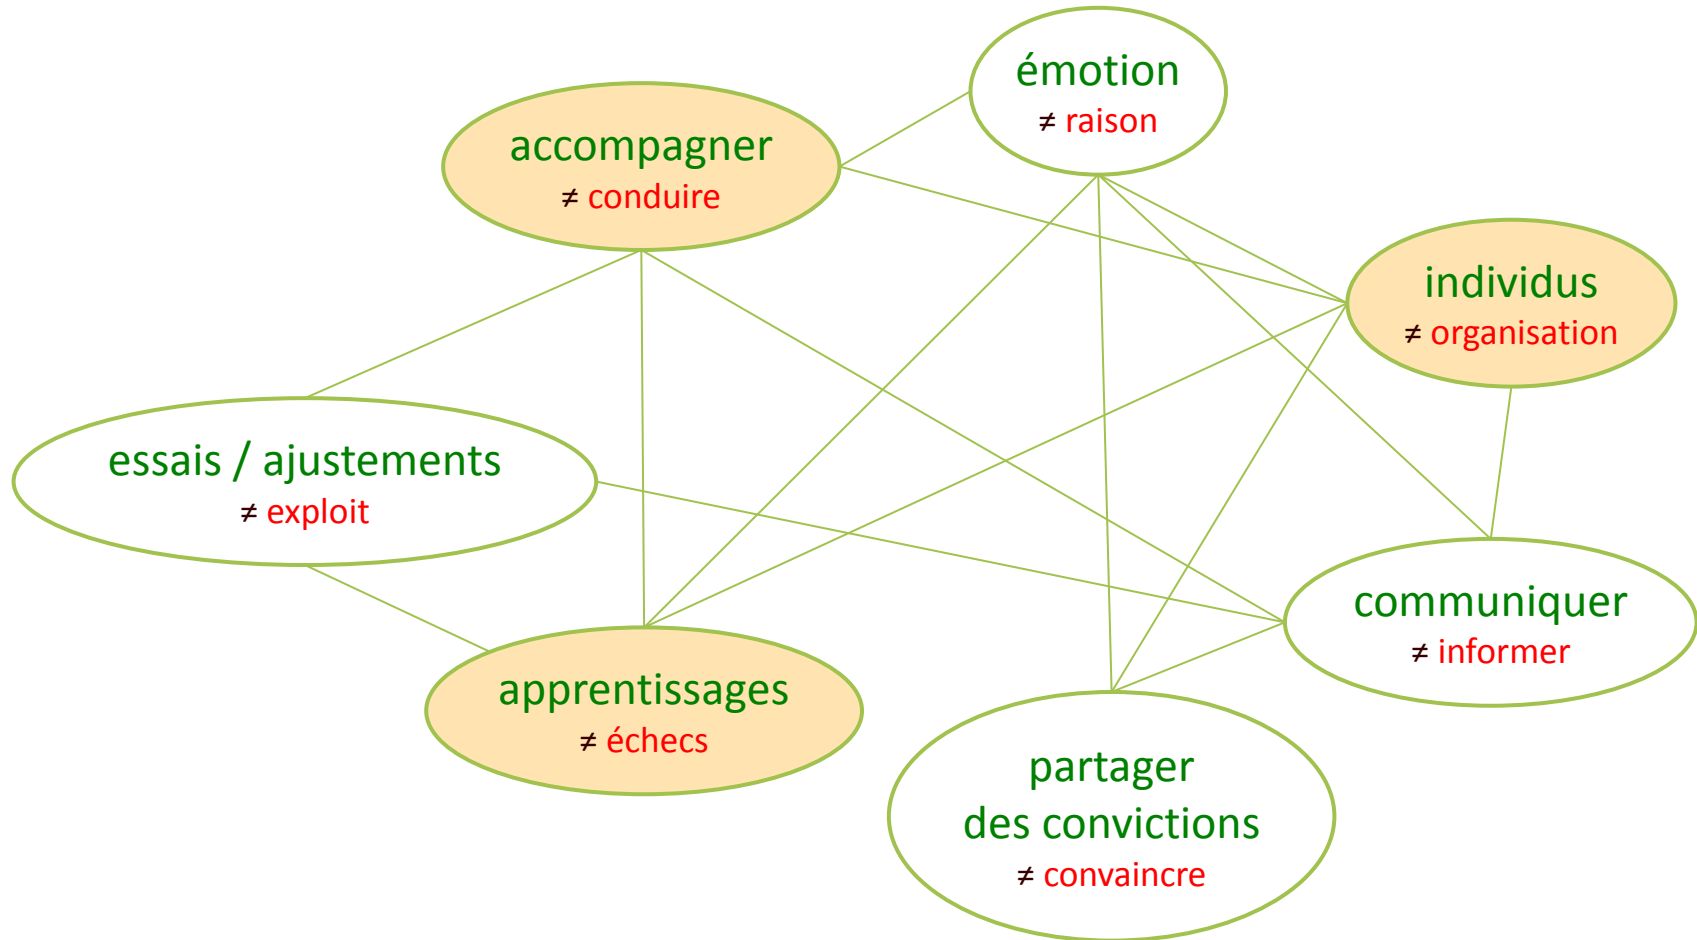 émotion
≠ raison
accompagner
≠ conduire
individus
≠ organisation
essais / ajustements
≠ exploit
communiquer
≠ informer
apprentissages
≠ échecs
partager
des convictions
≠ convaincre